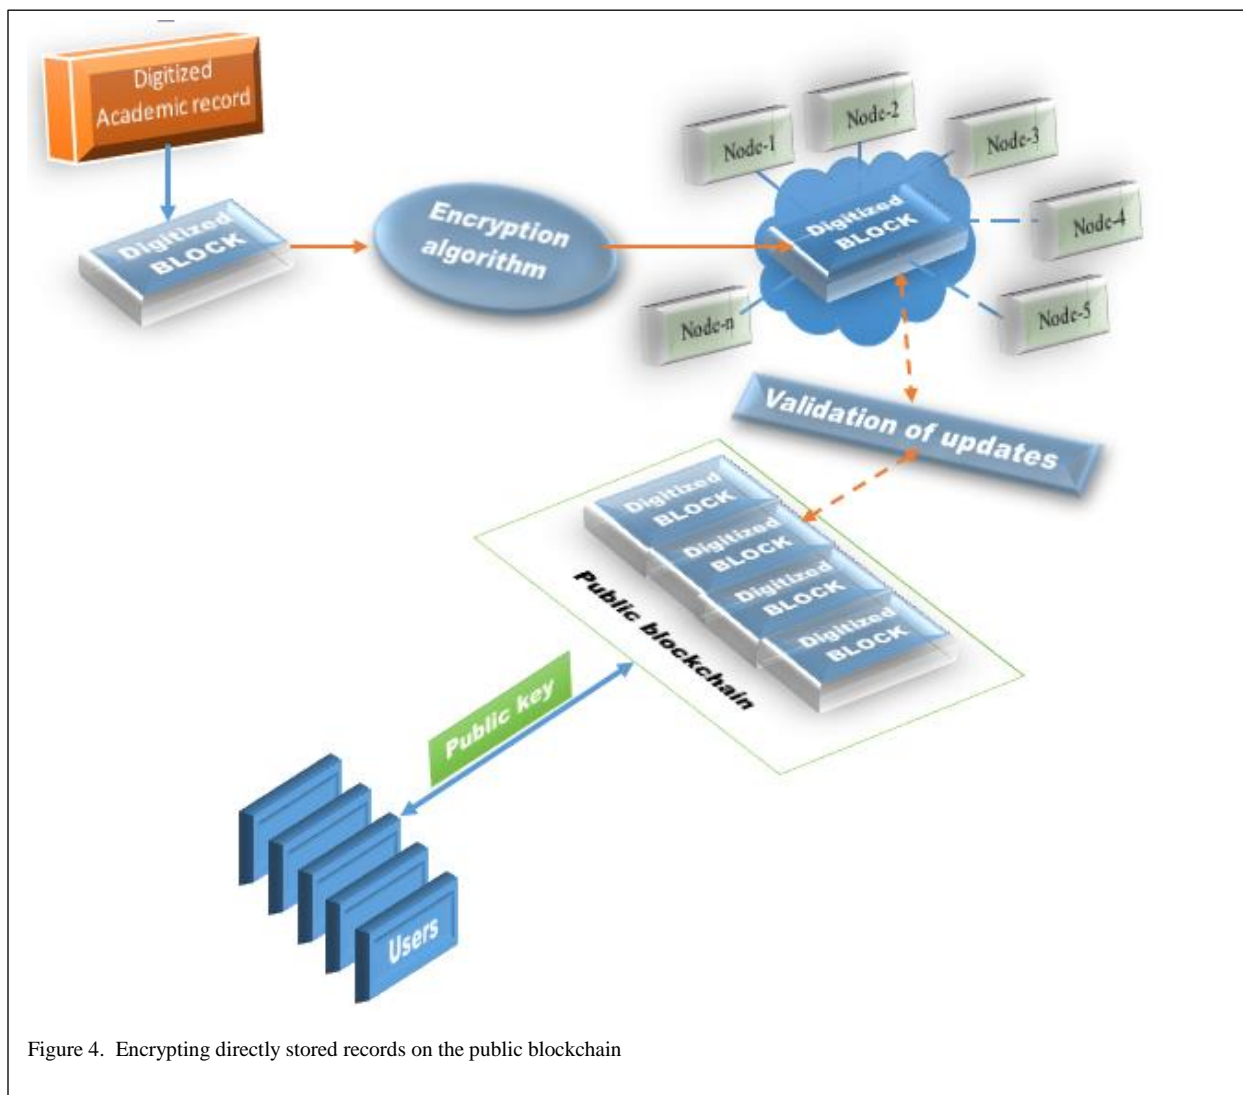 Digitized
Academic record
Digitized
BLOCK
Encryption
algorithm
Node-1
Node-2
Node-3
Node-4
Node-5
Node-n
Digitized
BLOCK
Validation of updates
Digitized
BLOCK
Digitized
BLOCK
Digitized
BLOCK
Digitized
BLOCK
Public blockchain
Public key
Users
Figure 4. Encrypting directly stored records on the public blockchain